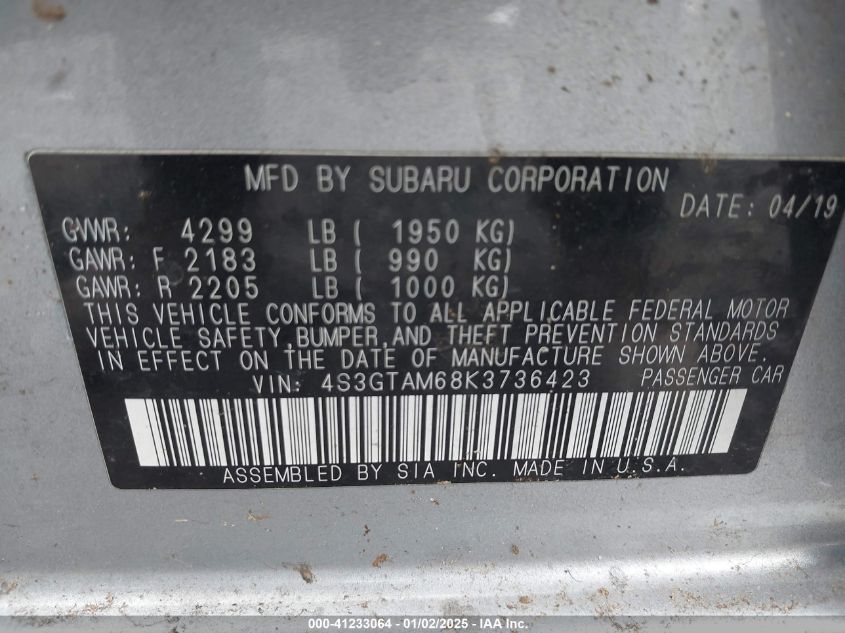 MFD BY SUBARU CORPORATION
DATE: 04/19
GVWR: 4299 LB ( 1950 KG)
GAWR: F 2183 LB ( 990 KG)
GAWR: R 2205 LB ( 1000 KG)
THIS VEHICLE CONFORMS TO ALL APPLICABLE FEDERAL MOTOR
VEHICLE SAFETY, BUMPER, AND THEFT PREVENTION STANDARDS
IN EFFECT ON THE DATE OF MANUFACTURE SHOWN ABOVE.
VIN: 4S3GTAM68K3736423 PASSENGER CAR
ASSEMBLED BY SIA INC. MADE IN U.S.A.
000-41233064 - 01/02/2025 - IAA Inc.